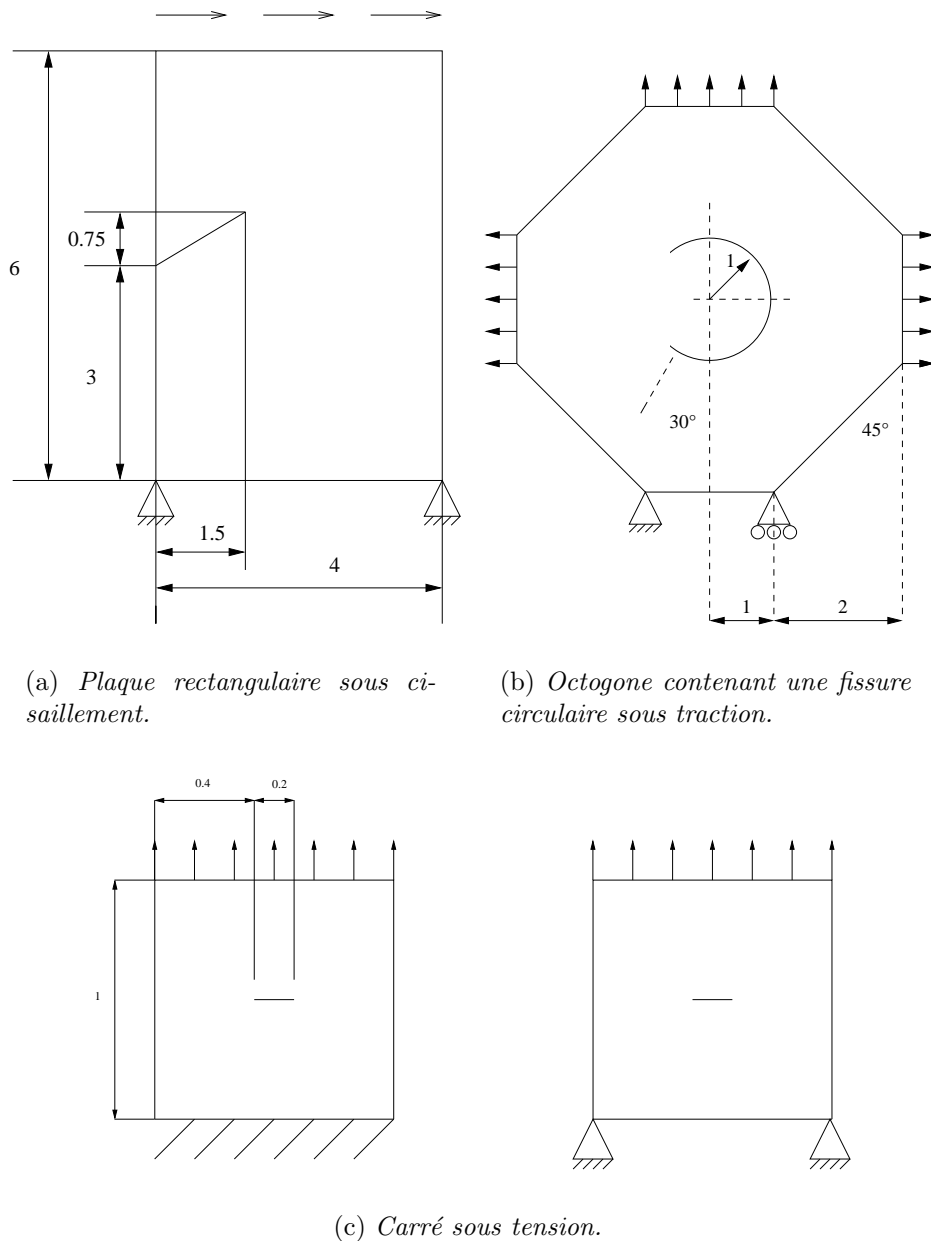 0.75
6
3
1.5
4
1
30°
45°
1
2
(a) Plaque rectangulaire sous ci-
saillement.
(b) Octogone contenant une fissure
circulaire sous traction.
0.4
0.2
1
(c) Carré sous tension.